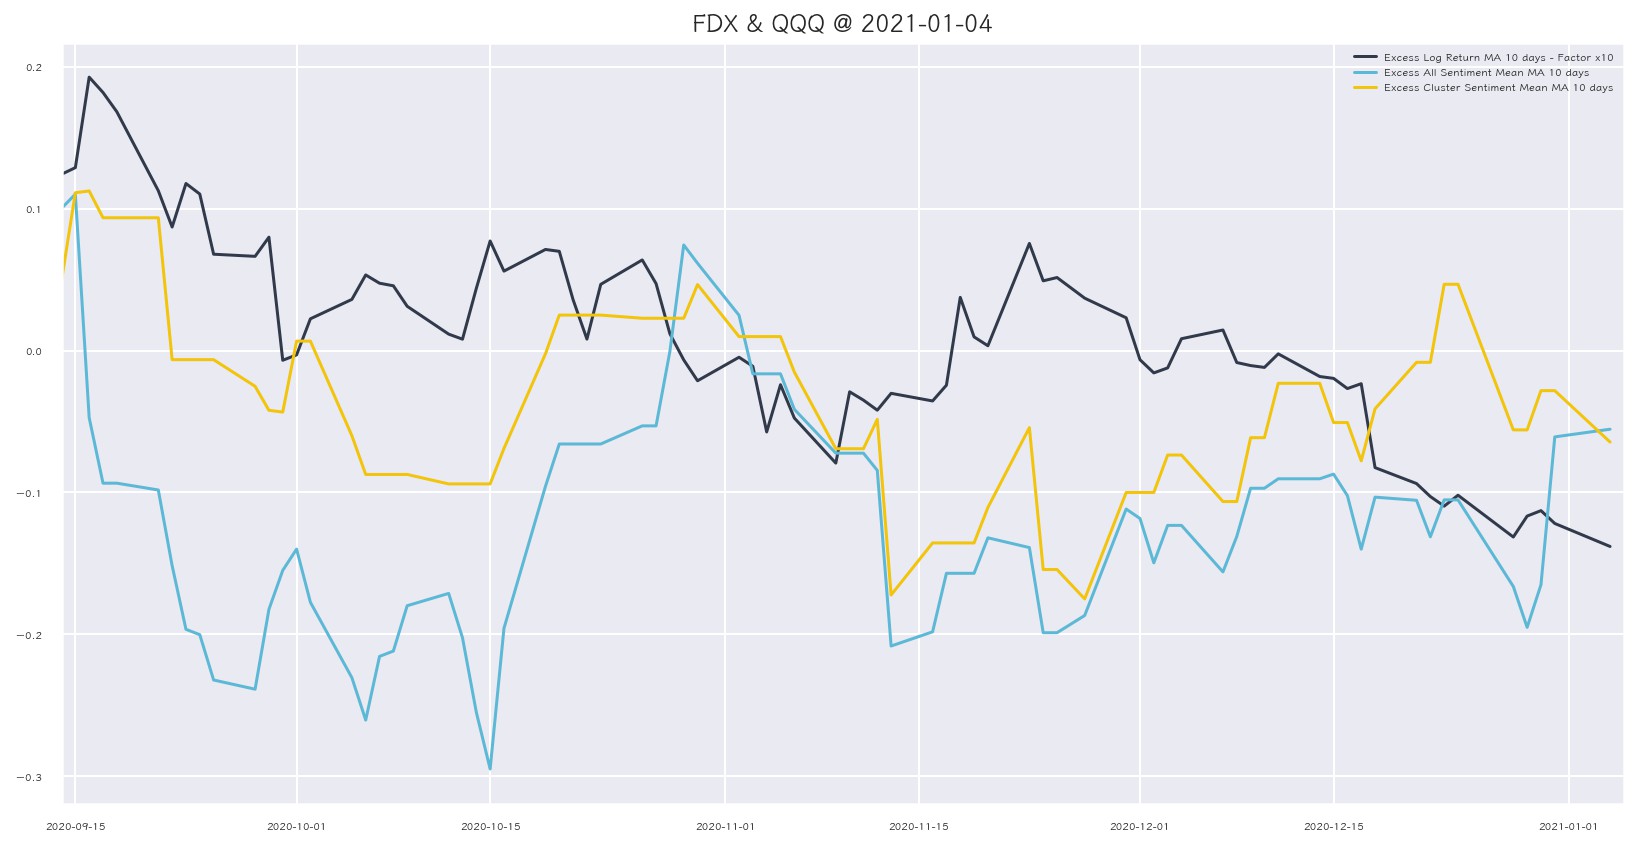 FDX & QQQ @ 2021-01-04
Excess Log Return MA 10 days - Factor x10
Excess All Sentiment Mean MA 10 days
Excess Cluster Sentiment Mean MA 10 days
0.2
0.1
0.0
−0.1
−0.2
−0.3
2020-09-15 2020-10-01 2020-10-15 2020-11-01 2020-11-15 2020-12-01 2020-12-15 2021-01-01